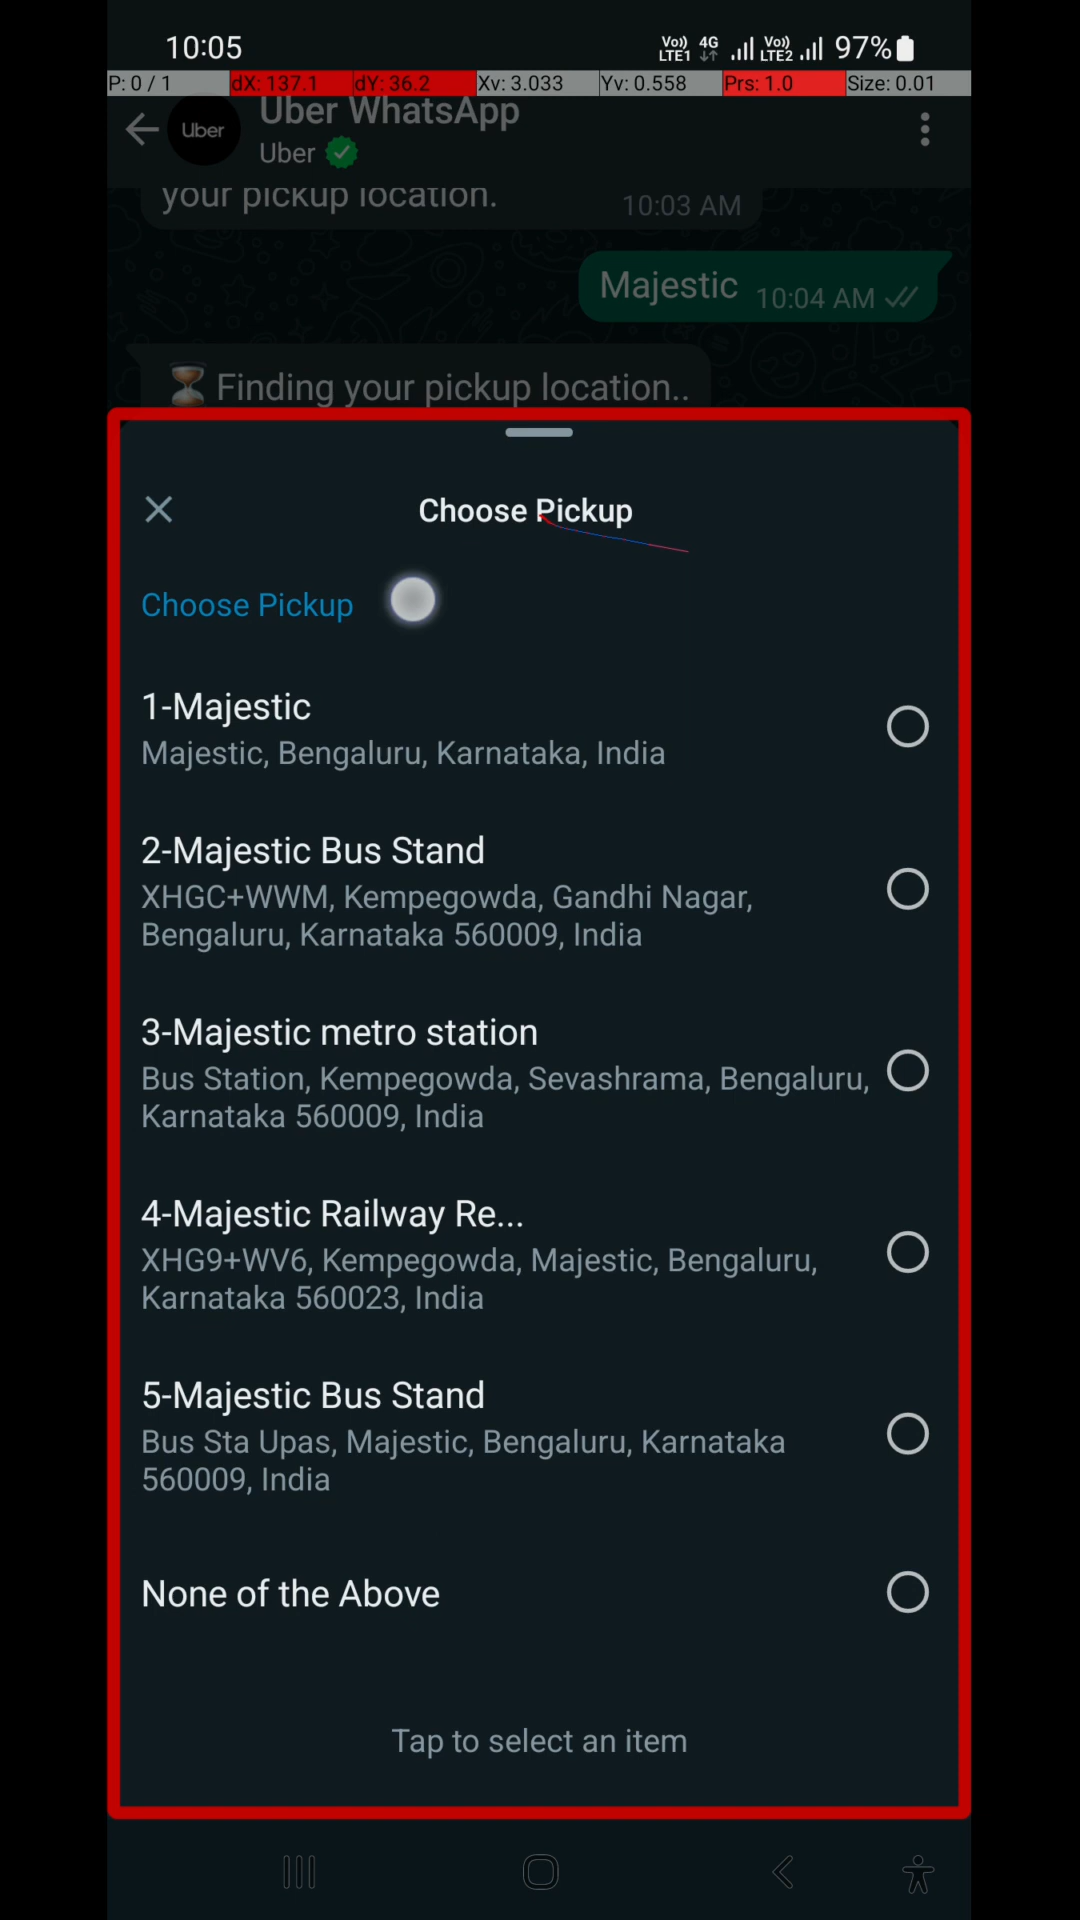 10:05
Vo)) LTE1 4G Vo)) LTE2 97%
P: 0 / 1 dX: 137.1 dY: 36.2 Xv: 3.033 Yv: 0.558 Prs: 1.0 Size: 0.01
Uber
Uber WhatsApp
Uber
your pickup location.
10:03 AM
Majestic 10:04 AM
Finding your pickup location..
Choose Pickup
Choose Pickup
1-Majestic
Majestic, Bengaluru, Karnataka, India
2-Majestic Bus Stand
XHGC+WWM, Kempegowda, Gandhi Nagar,
Bengaluru, Karnataka 560009, India
3-Majestic metro station
Bus Station, Kempegowda, Sevashrama, Bengaluru,
Karnataka 560009, India
4-Majestic Railway Re...
XHG9+WV6, Kempegowda, Majestic, Bengaluru,
Karnataka 560023, India
5-Majestic Bus Stand
Bus Sta Upas, Majestic, Bengaluru, Karnataka
560009, India
None of the Above
Tap to select an item